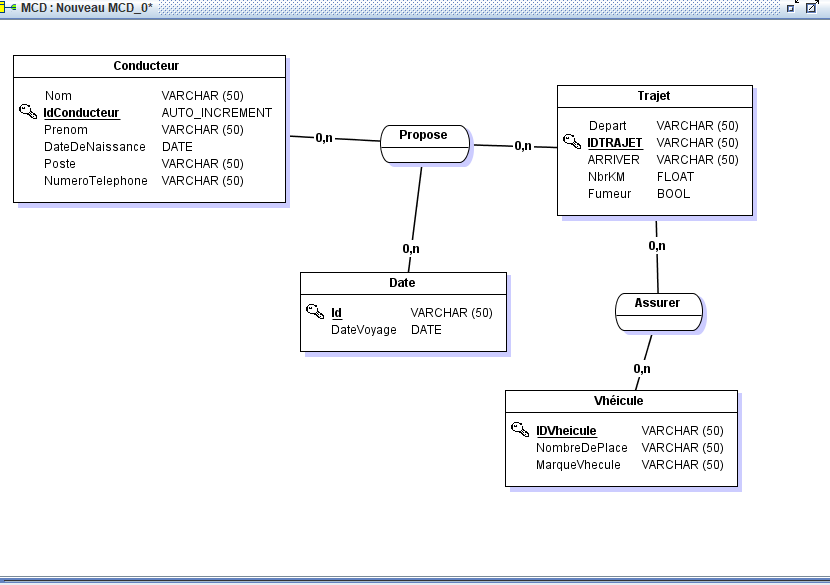 MCD : Nouveau MCD_0*
Conducteur
Nom VARCHAR (50)
IdConducteur AUTO_INCREMENT
Prenom VARCHAR (50)
DateDeNaissance DATE
Poste VARCHAR (50)
NumeroTelephone VARCHAR (50)
0,n
Propose
0,n
Trajet
Depart VARCHAR (50)
IDTRAJET VARCHAR (50)
ARRIVER VARCHAR (50)
NbrKM FLOAT
Fumeur BOOL
0,n
Date
Id VARCHAR (50)
DateVoyage DATE
0,n
Assurer
0,n
Vhéicule
IDVheicule VARCHAR (50)
NombreDePlace VARCHAR (50)
MarqueVhecule VARCHAR (50)